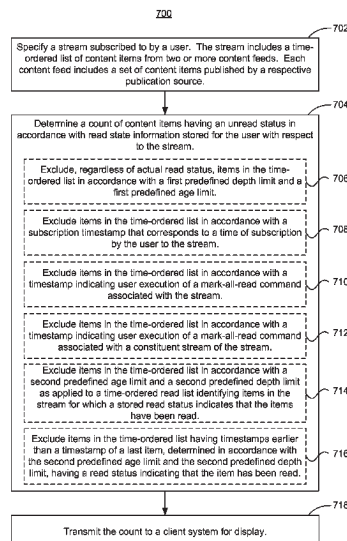 700
702
Specify a stream subscribed to by a user. The stream includes a time-
ordered list of content items from two or more content feeds. Each
content feed includes a set of content items published by a respective
publication source.
704
Determine a count of content items having an unread status in
accordance with read state information stored for the user with respect
to the stream.
Exclude, regardless of actual read status, items in the time-
ordered list in accordance with a first predefined depth limit and a
first predefined age limit.
706
Exclude items in the time-ordered list in accordance with a
subscription timestamp that corresponds to a time of subscription
by the user to the stream.
708
Exclude items in the time-ordered list in accordance with a
timestamp indicating user execution of a mark-all-read command
associated with the stream.
710
Exclude items in the time-ordered list in accordance with a
timestamp indicating user execution of a mark-all-read command
associated with a constituent stream of the stream.
712
Exclude items in the time-ordered list in accordance with a
second predefined age limit and a second predefined depth limit
as applied to a time-ordered read list identifying items in the
stream for which a stored read status indicates that the items
have been read.
714
Exclude items in the time-ordered list having timestamps earlier
than a timestamp of a last item, determined in accordance with
the second predefined age limit and the second predefined depth
limit, having a read status indicating that the item has been read.
716
718
Transmit the count to a client system for display.